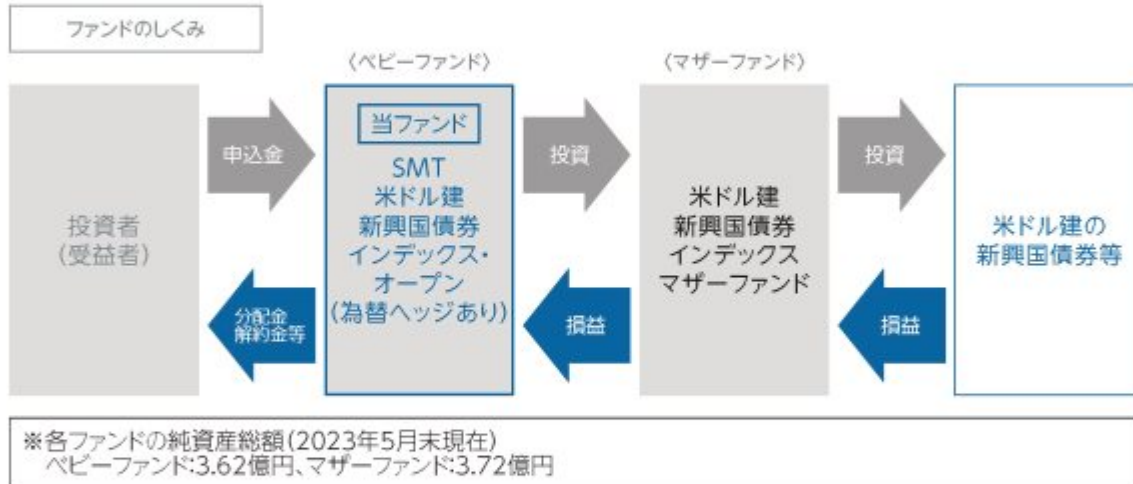 ファンドのしくみ
〈ベビーファンド〉
〈マザーファンド〉
投資者
(受益者)
申込金
分配金
解約金等
当ファンド
SMT
米ドル建
新興国債券
インデックス・
オープン
(為替ヘッジあり)
投資
損益
米ドル建
新興国債券
インデックス
マザーファンド
投資
損益
米ドル建の
新興国債券等
※各ファンドの純資産総額(2023年5月末現在)
ベビーファンド:3.62億円、マザーファンド:3.72億円